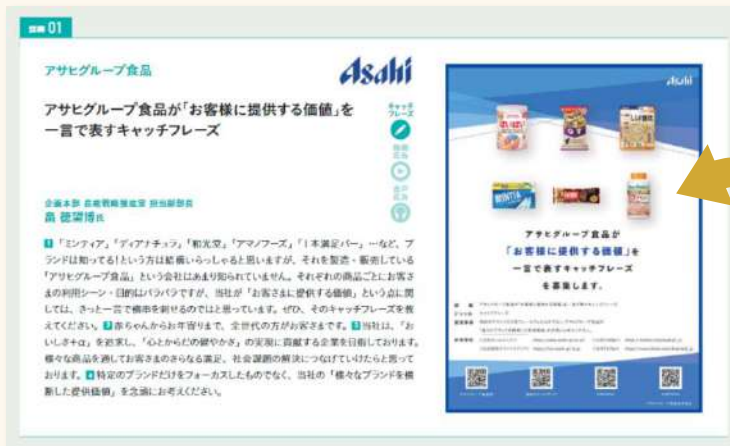 課題 01
アサヒグループ食品
Asahi
アサヒグループ食品が「お客様に提供する価値」を
一言で表すキャッチフレーズ
キャッチ
フレーズ
企画本部 長
担当副部長
畠 徳望博氏
1 「ミンティア」「ディアナチュラ」「和光堂」「アマノフーズ」「1本満足バー」…など、ブ
ランドは知ってる!という方は結構いらっしゃると思いますが、それを製造・販売している
「アサヒグループ食品」という会社はあまり知られていません。それぞれの商品ごとにお客さ
まの利用シーン・目的はバラバラですが、当社が「お客さまに提供する価値」という点に関
しては、きっと一言で横串を刺せるのではと思っています。ぜひ、そのキャッチフレーズを教
えてください。2 赤ちゃんからお年寄りまで、全世代の方がお客さまです。3 当社は、「お
いしさ+α」を追求し、「心とからだの健やかさ」の実現に貢献する企業を目指しております。
様々な商品を通してお客さまのさらなる満足、社会課題の解決につなげていけたらと思って
おります。4 特定のブランドだけをフォーカスしたものでなく、当社の「様々なブランドを横
断した提供価値」を念頭にお考えください。
Asahi
はいはい
なす
MINTIA
アサヒグループ食品が
「お客様に提供する価値」を
一言で表すキャッチフレーズ
を募集します。